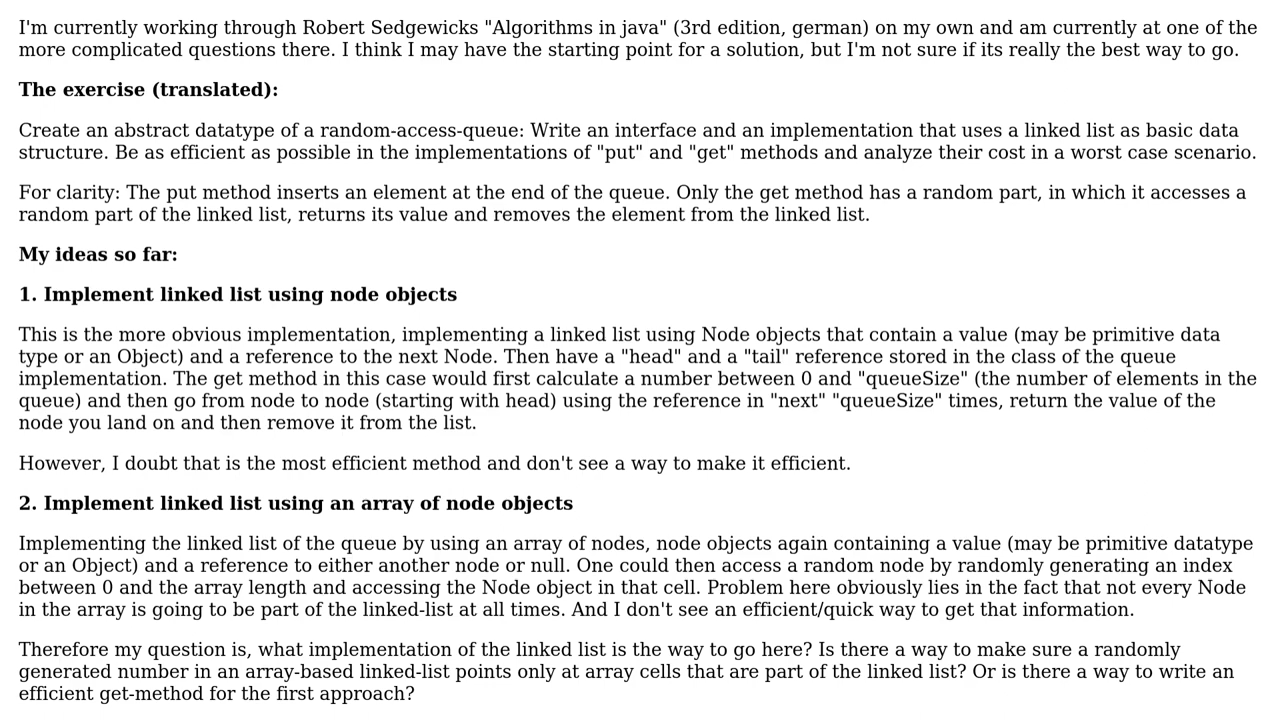 I'm currently working through Robert Sedgewicks "Algorithms in java" (3rd edition, german) on my own and am currently at one of the
more complicated questions there. I think I may have the starting point for a solution, but I'm not sure if its really the best way to go.
The exercise (translated):
Create an abstract datatype of a random-access-queue: Write an interface and an implementation that uses a linked list as basic data
structure. Be as efficient as possible in the implementations of "put" and "get" methods and analyze their cost in a worst case scenario.
For clarity: The put method inserts an element at the end of the queue. Only the get method has a random part, in which it accesses a
random part of the linked list, returns its value and removes the element from the linked list.
My ideas so far:
1. Implement linked list using node objects
This is the more obvious implementation, implementing a linked list using Node objects that contain a value (may be primitive data
type or an Object) and a reference to the next Node. Then have a "head" and a "tail" reference stored in the class of the queue
implementation. The get method in this case would first calculate a number between 0 and "queueSize" (the number of elements in the
queue) and then go from node to node (starting with head) using the reference in "next" "queueSize" times, return the value of the
node you land on and then remove it from the list.
However, I doubt that is the most efficient method and don't see a way to make it efficient.
2. Implement linked list using an array of node objects
Implementing the linked list of the queue by using an array of nodes, node objects again containing a value (may be primitive datatype
or an Object) and a reference to either another node or null. One could then access a random node by randomly generating an index
between 0 and the array length and accessing the Node object in that cell. Problem here obviously lies in the fact that not every Node
in the array is going to be part of the linked-list at all times. And I don't see an efficient/quick way to get that information.
Therefore my question is, what implementation of the linked list is the way to go here? Is there a way to make sure a randomly
generated number in an array-based linked-list points only at array cells that are part of the linked list? Or is there a way to write an
efficient get-method for the first approach?